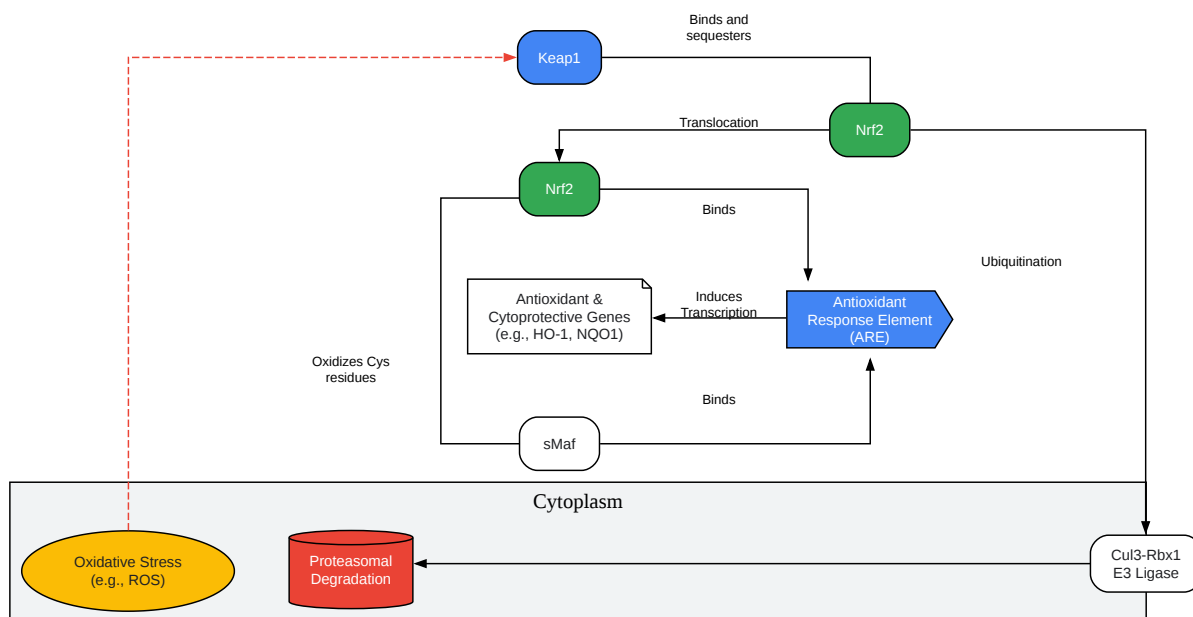 Binds and
sequesters
Keap1
Translocation
Nrf2
Nrf2
Binds
Ubiquitination
Antioxidant &
Cytoprotective Genes
(e.g., HO-1, NQO1)
Induces
Transcription
Antioxidant
Response Element
(ARE)
Oxidizes Cys
residues
Binds
sMaf
Cytoplasm
Oxidative Stress
(e.g., ROS)
Proteasomal
Degradation
Cul3-Rbx1
E3 Ligase